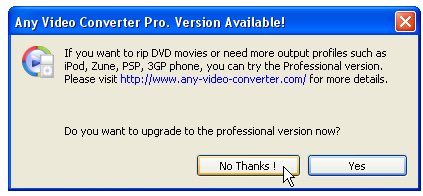 Any Video Converter Pro. Version Available!
If you want to rip DVD movies or need more output profiles such as
iPod, Zune, PSP, 3GP phone, you can try the Professional version.
Please visit http://www.any-video-converter.com/ for more details.
Do you want to upgrade to the professional version now?
No Thanks !
Yes